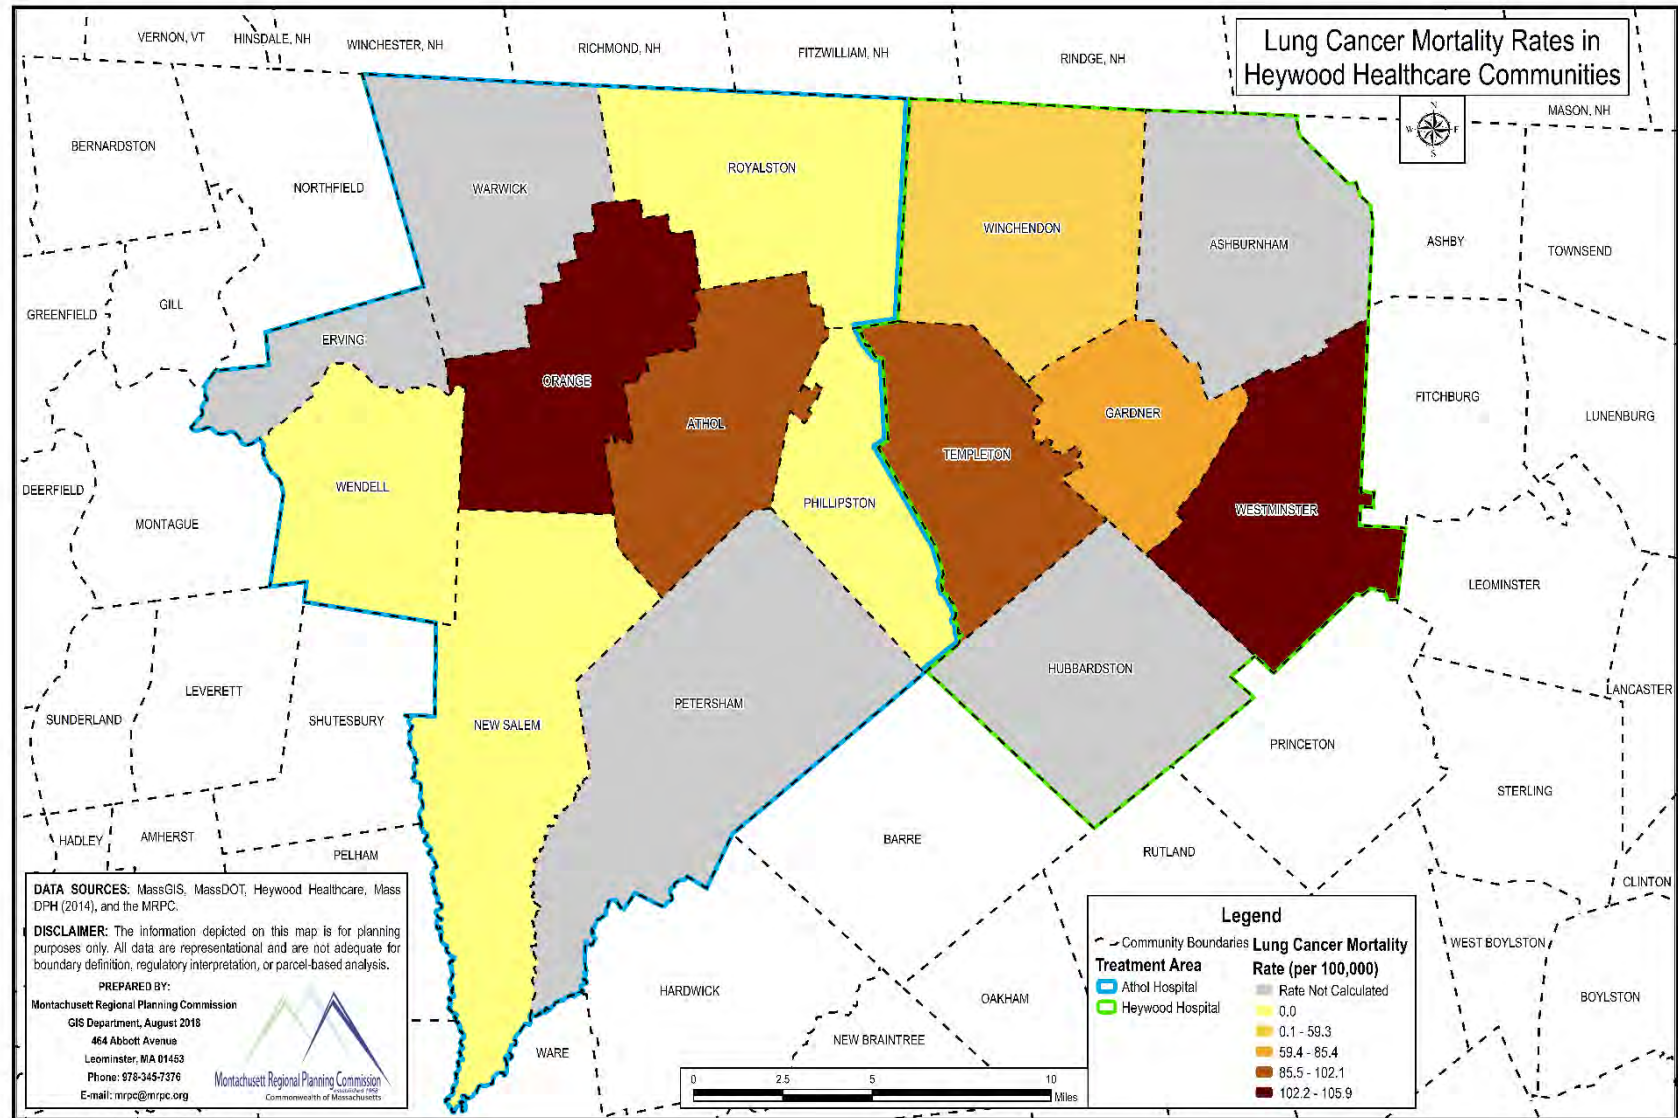 VERNON, VT
HINSDALE, NH
WINCHESTER, NH
RICHMOND, NH
FITZWILLIAM, NH
RINDGE, NH
Lung Cancer Mortality Rates in
Heywood Healthcare Communities
MASON, NH
N
W
E
S
BERNARDSTON
NORTHFIELD
WARWICK
ROYALSTON
WINCHENDON
ASHBURNHAM
ASHBY
TOWNSEND
GREENFIELD
GILL
ERVING
ORANGE
ATHOL
GARDNER
TEMPLETON
FITCHBURG
LUNENBURG
DEERFIELD
MONTAGUE
WENDELL
PHILLIPSTON
WESTMINSTER
LEOMINSTER
SUNDERLAND
LEVERETT
SHUTESBURY
NEW SALEM
PETERSHAM
HUBBARDSTON
PRINCETON
LANCASTER
STERLING
HADLEY
AMHERST
PELHAM
BARRE
RUTLAND
CLINTON
WEST BOYLSTON
BOYLSTON
HARDWICK
OAKHAM
NEW BRAINTREE
WARE
DATA SOURCES: MassGIS, MassDOT, Heywood Healthcare, Mass
DPH (2014), and the MRPC.
DISCLAIMER: The information depicted on this map is for planning
purposes only. All data are representational and are not adequate for
boundary definition, regulatory interpretation, or parcel-based analysis.
PREPARED BY:
Montachusett Regional Planning Commission
GIS Department, August 2018
464 Abbott Avenue
Leominster, MA 01453
Phone: 978-345-7376
E-mail: mrpc@mrpc.org
Montachusett Regional Planning Commission
established 1968
Commonwealth of Massachusetts
0 2.5 5 10
Miles
Legend
Community Boundaries
Treatment Area
Athol Hospital
Heywood Hospital
Lung Cancer Mortality
Rate (per 100,000)
Rate Not Calculated
0.0
0.1 - 59.3
59.4 - 85.4
85.5 - 102.1
102.2 - 105.9